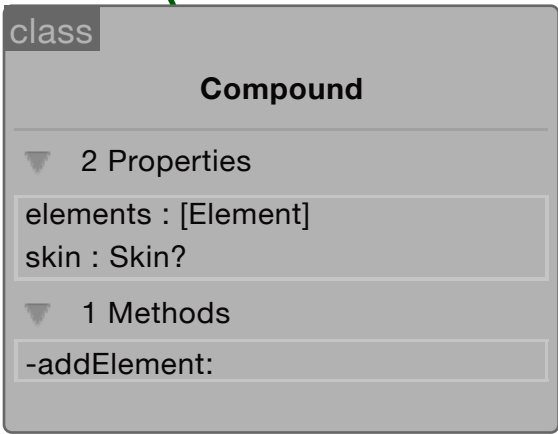 class
Compound
2 Properties
elements : [Element]
skin : Skin?
1 Methods
-addElement: